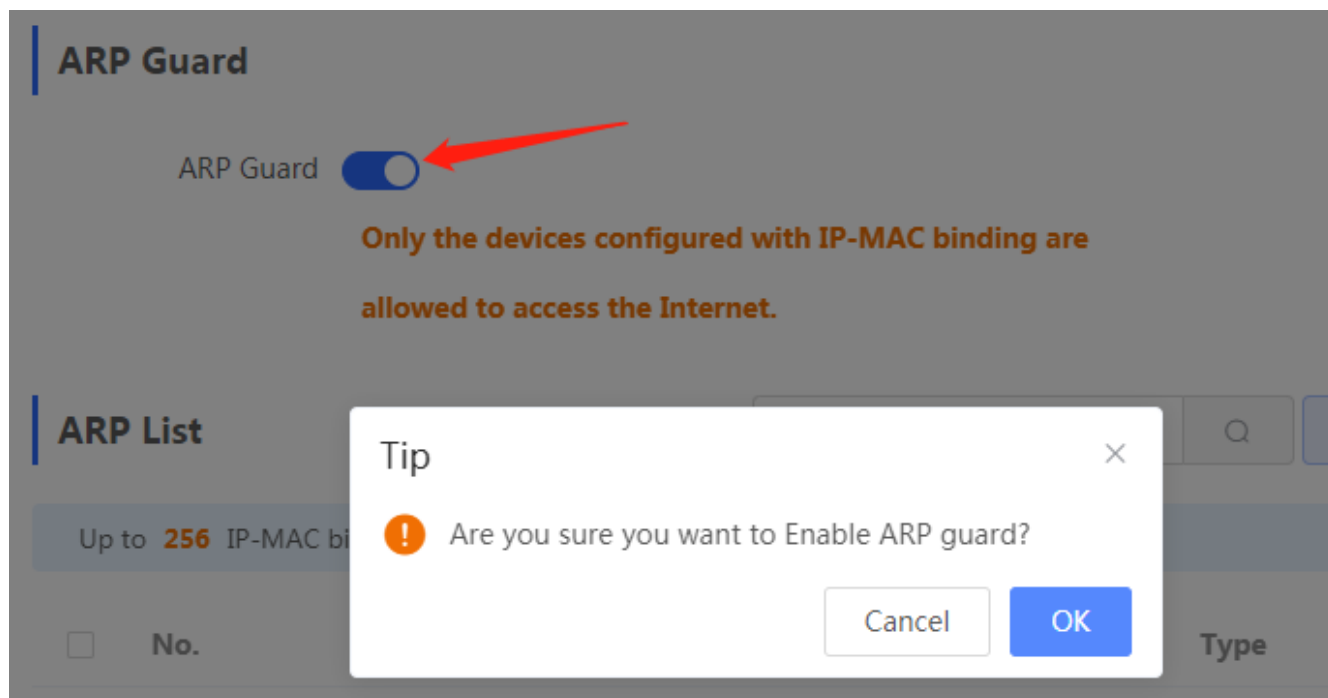 ARP Guard
ARP Guard
Only the devices configured with IP-MAC binding are
allowed to access the Internet.
ARP List
Tip
Up to 256 IP-MAC bi
Are you sure you want to Enable ARP guard?
Cancel
OK
No.
Type